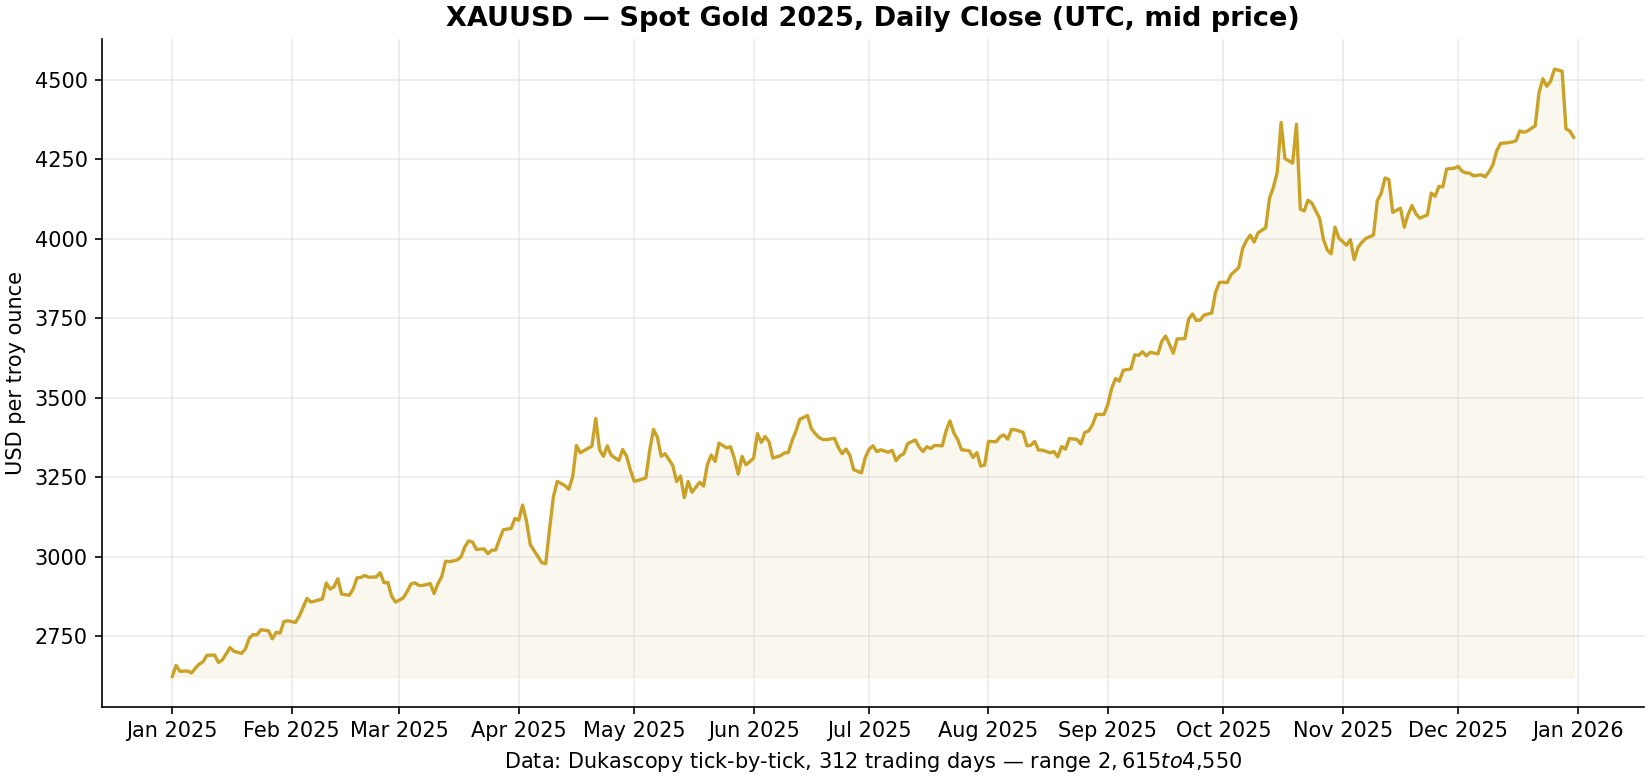 XAUUSD — Spot Gold 2025, Daily Close (UTC, mid price)
USD per troy ounce
4500
4250
4000
3750
3500
3250
3000
2750
Jan 2025 Feb 2025 Mar 2025 Apr 2025 May 2025 Jun 2025 Jul 2025 Aug 2025 Sep 2025 Oct 2025 Nov 2025 Dec 2025 Jan 2026
Data: Dukascopy tick-by-tick, 312 trading days — range 2,615to4,550